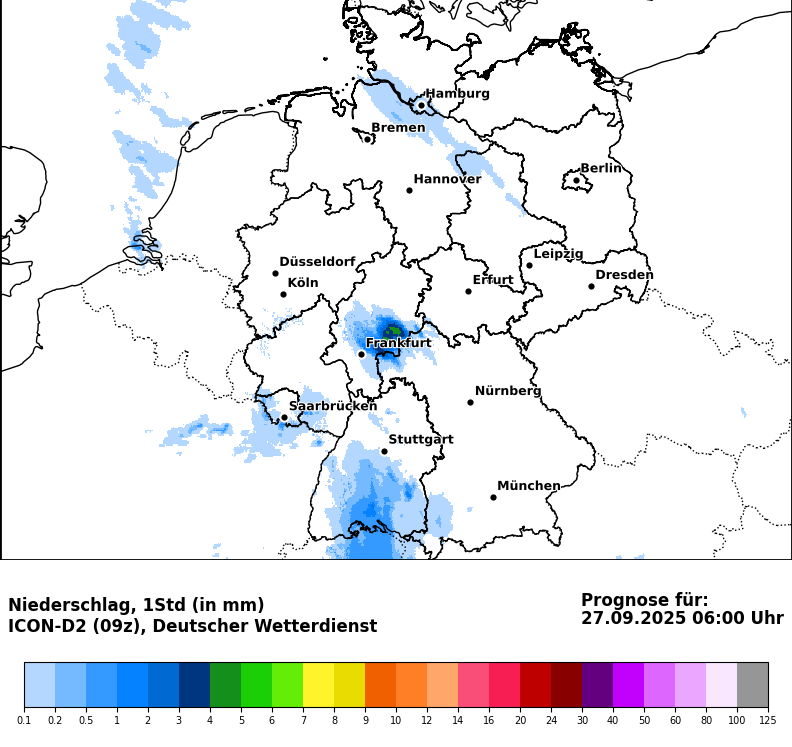 Hamburg
Bremen
Berlin
Hannover
Leipzig
Düsseldorf
Dresden
Köln
Erfurt
Frankfurt
Nürnberg
Saarbrücken
Stuttgart
München
Niederschlag, 1Std (in mm)
ICON-D2 (09z), Deutscher Wetterdienst
Prognose für:
27.09.2025 06:00 Uhr
0.1 0.2 0.5 1 2 3 4 5 6 7 8 9 10 12 14 16 20 24 30 40 50 60 80 100 125